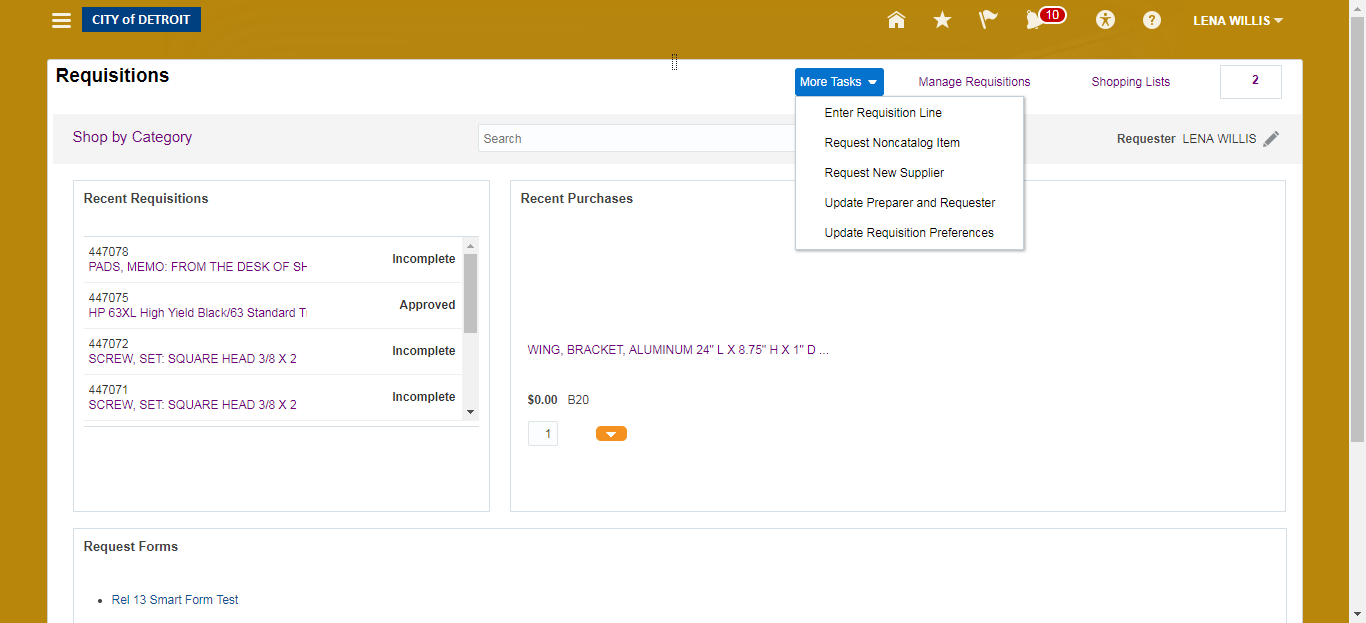 CITY of DETROIT
10
?
LENA WILLIS
Requisitions
More Tasks
Manage Requisitions
Shopping Lists
2
Enter Requisition Line
Request Noncatalog Item
Request New Supplier
Update Preparer and Requester
Update Requisition Preferences
Shop by Category
Search
Requester LENA WILLIS
Recent Requisitions
447078
PADS, MEMO: FROM THE DESK OF SH
Incomplete
447075
HP 63XL High Yield Black/63 Standard T
Approved
447072
SCREW, SET: SQUARE HEAD 3/8 X 2
Incomplete
447071
SCREW, SET: SQUARE HEAD 3/8 X 2
Incomplete
Recent Purchases
WING, BRACKET, ALUMINUM 24" L X 8.75" H X 1" D ...
$0.00 B20
1
Request Forms
• Rel 13 Smart Form Test